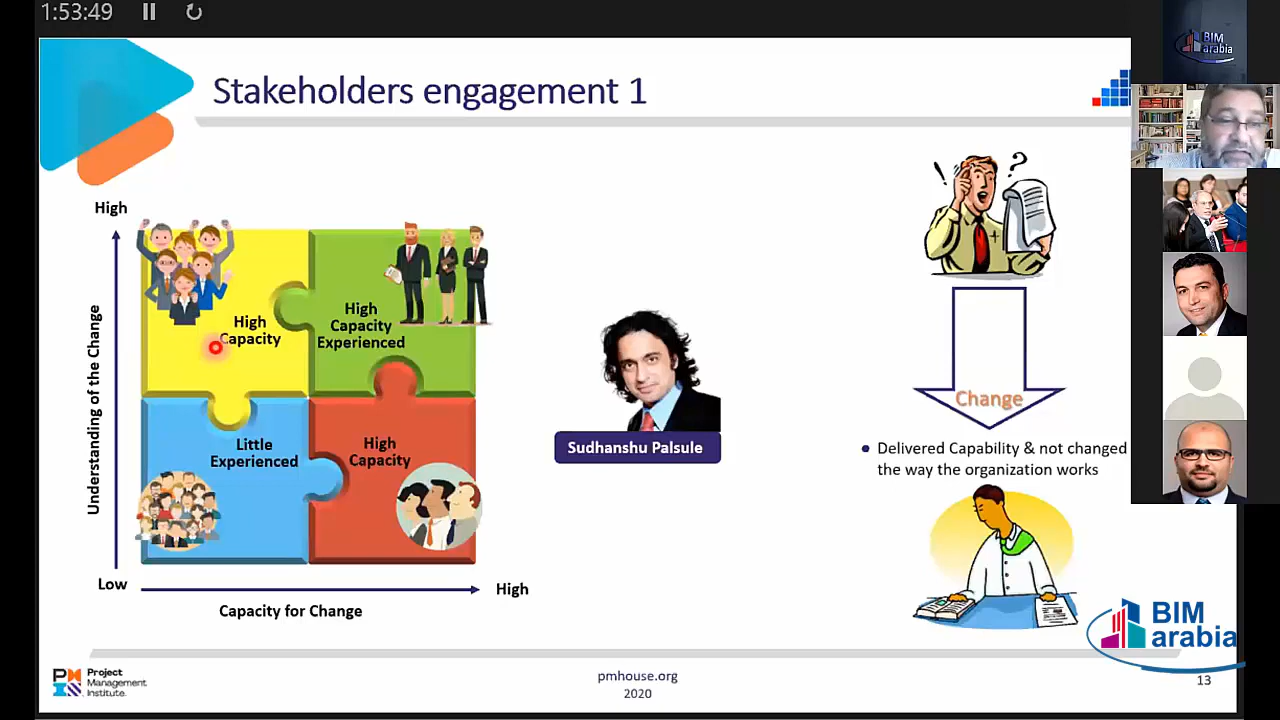 1:53:49
BIM
arabia
Stakeholders engagement 1
High
High
Capacity
High
Capacity
Experienced
Little
Experienced
High
Capacity
Understanding of the Change
Low
High
Capacity for Change
Sudhanshu Palsule
!
?
Change
• Delivered Capability & not changed
the way the organization works
BIM
arabia
Project
Management
Institute.
pmhouse.org
2020
13